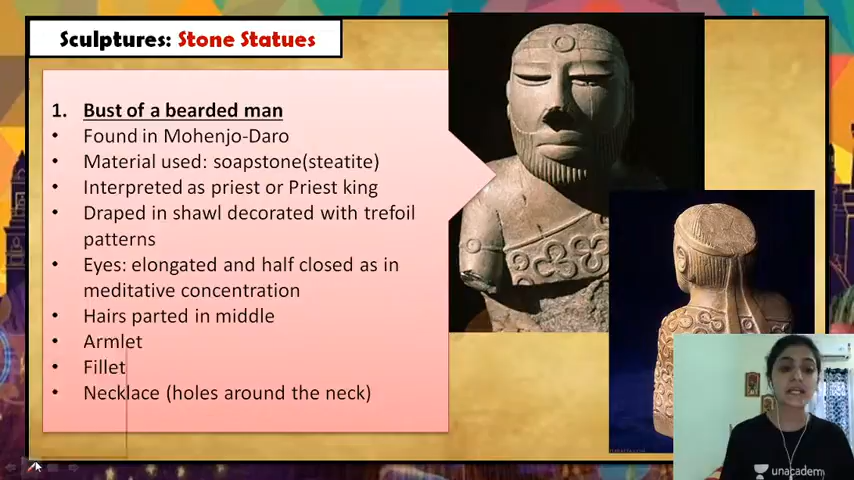 Sculptures: Stone Statues
1. Bust of a bearded man
• Found in Mohenjo-Daro
• Material used: soapstone(steatite)
• Interpreted as priest or Priest king
• Draped in shawl decorated with trefoil
patterns
• Eyes: elongated and half closed as in
meditative concentration
• Hairs parted in middle
• Armlet
• Fillet
• Necklace (holes around the neck)
unacademy